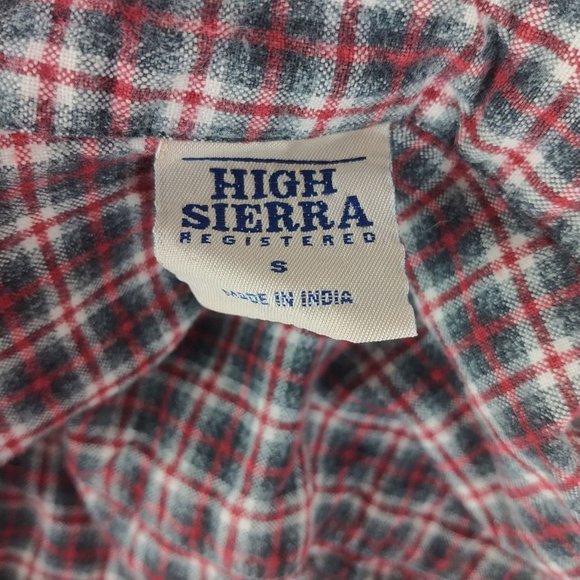 HIGH
SIERRA
REGISTERED
S
MADE IN INDIA